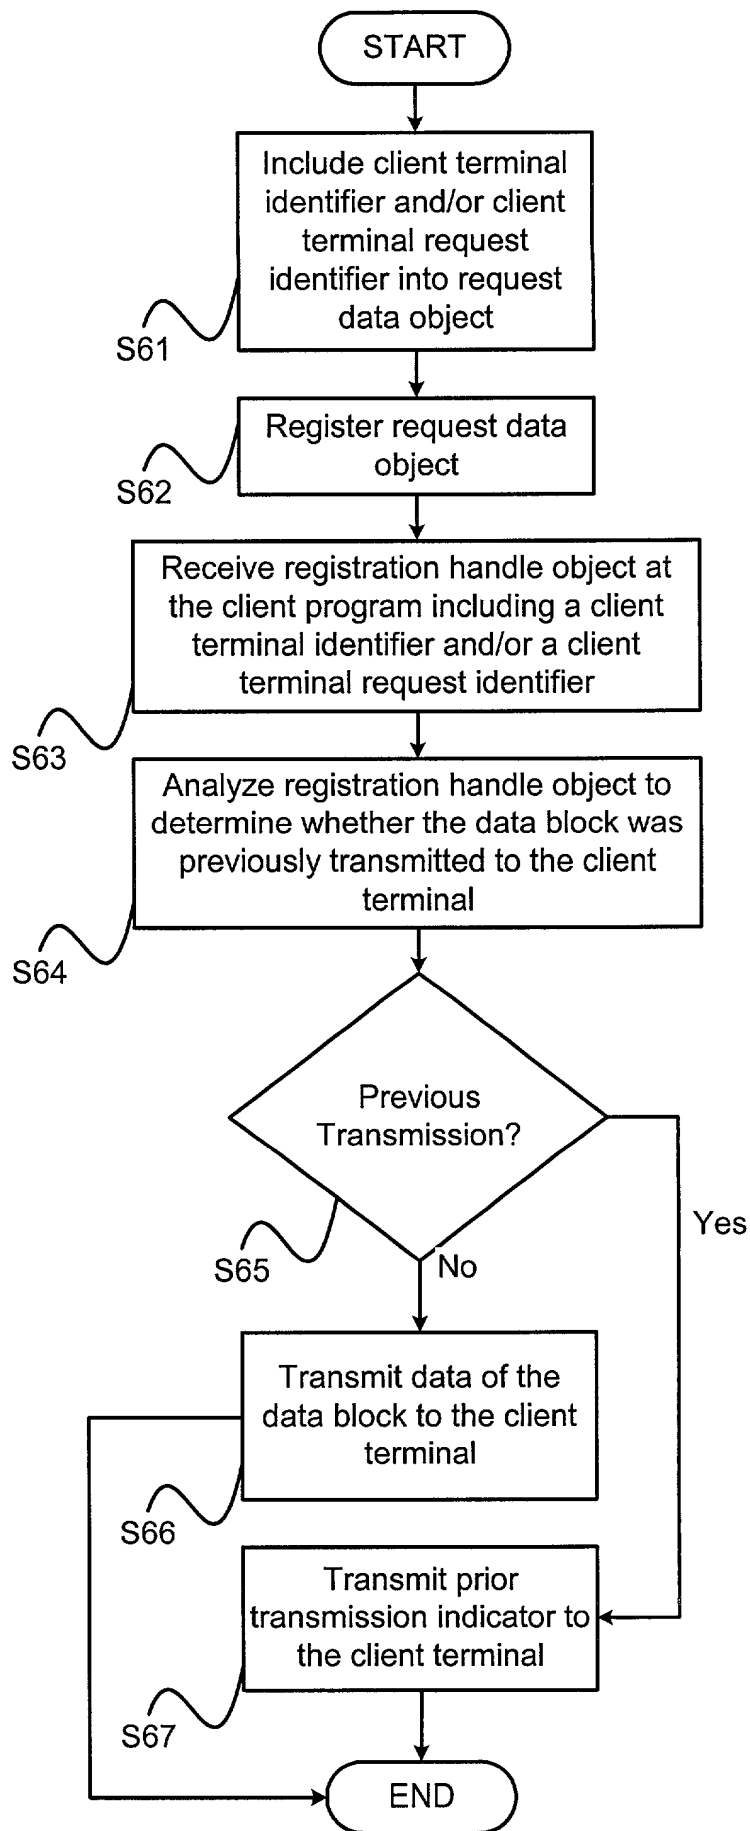 START
Include client terminal
identifier and/or client
terminal request
identifier into request
data object
S61
Register request data
object
S62
Receive registration handle object at
the client program including a client
terminal identifier and/or a client
terminal request identifier
S63
Analyze registration handle object to
determine whether the data block was
previously transmitted to the client
terminal
S64
Previous
Transmission?
Yes
S65
No
Transmit data of the
data block to the client
terminal
S66
Transmit prior
transmission indicator to
the client terminal
S67
END